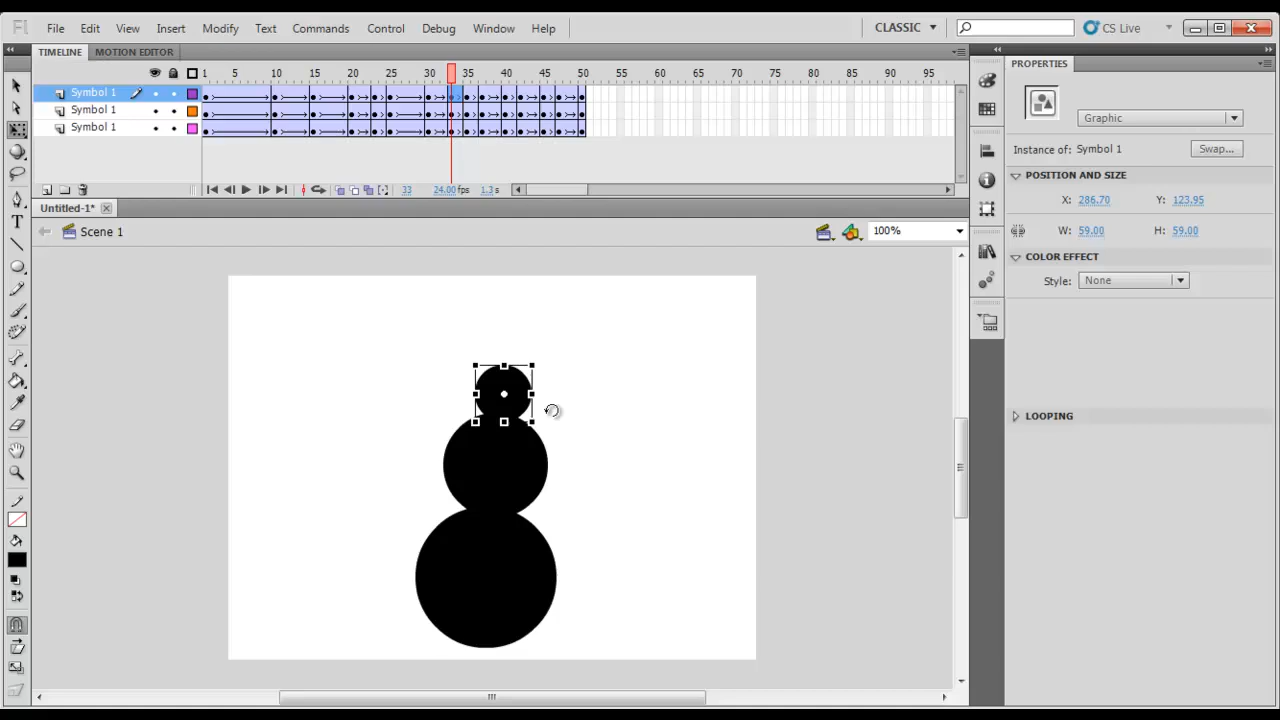 Fl File Edit View Insert Modify Text Commands Control Debug Window Help CLASSIC CS Live
TIMELINE MOTION EDITOR
1 5 10 15 20 25 30 35 40 45 50 55 60 65 70 75 80 85 90 95
Symbol 1
Symbol 1
Symbol 1
33 24.00 fps 1.3 s
Untitled-1*
Scene 1 100%
PROPERTIES
Graphic
Instance of: Symbol 1 Swap...
POSITION AND SIZE
X: 286.70 Y: 123.95
W: 59.00 H: 59.00
COLOR EFFECT
Style: None
LOOPING